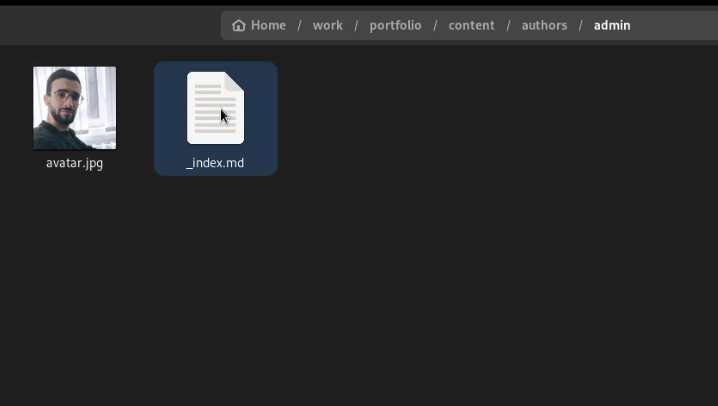 Home / work / portfolio / content / authors / admin
avatar.jpg
_index.md